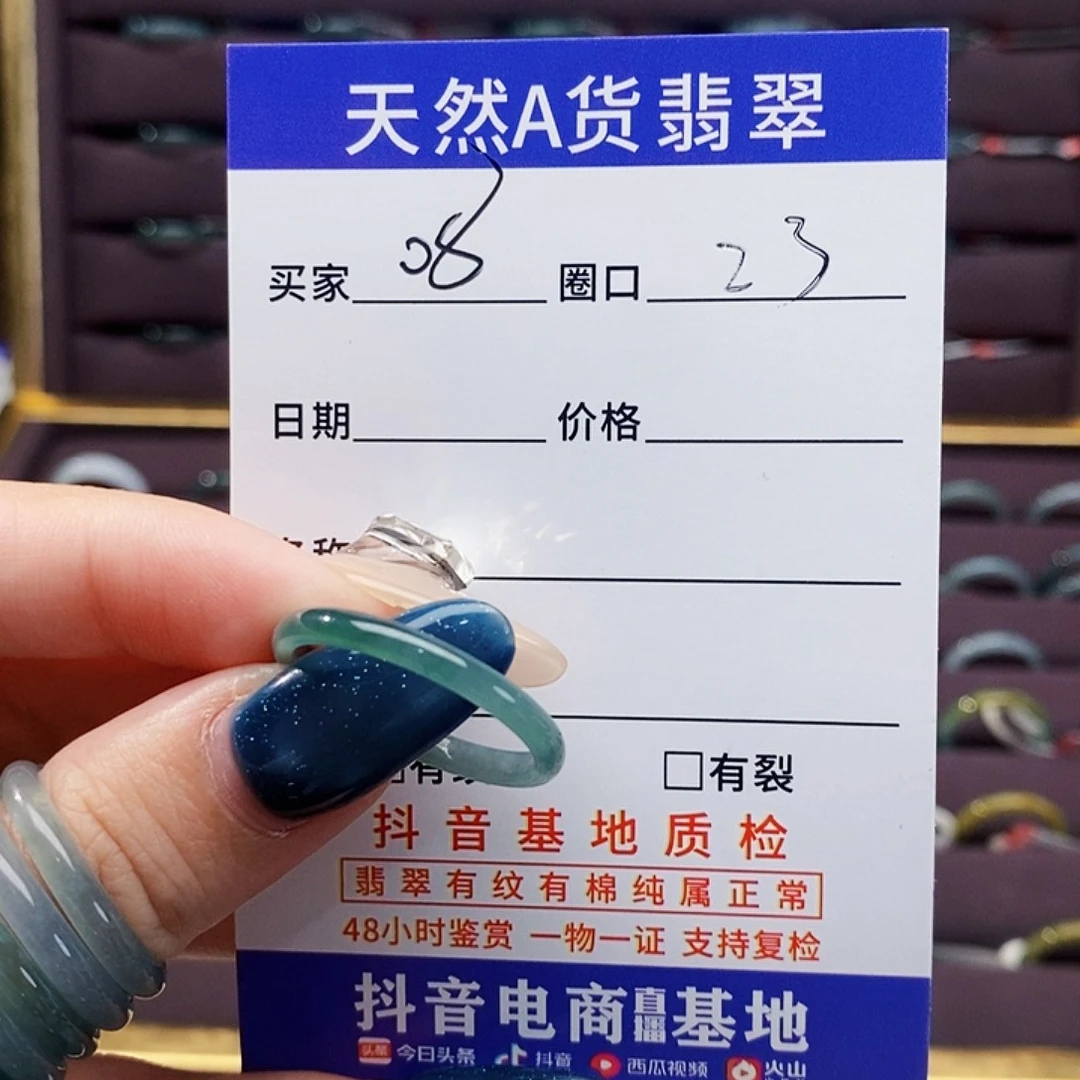 天然A货翡翠
买家 08 圈口 23
日期 价格
有裂
抖音基地质检
翡翠有纹有棉纯属正常
48小时鉴赏 一物一证 支持复检
抖音电商直播基地
头条 今日头条 抖音 西瓜视频 火山